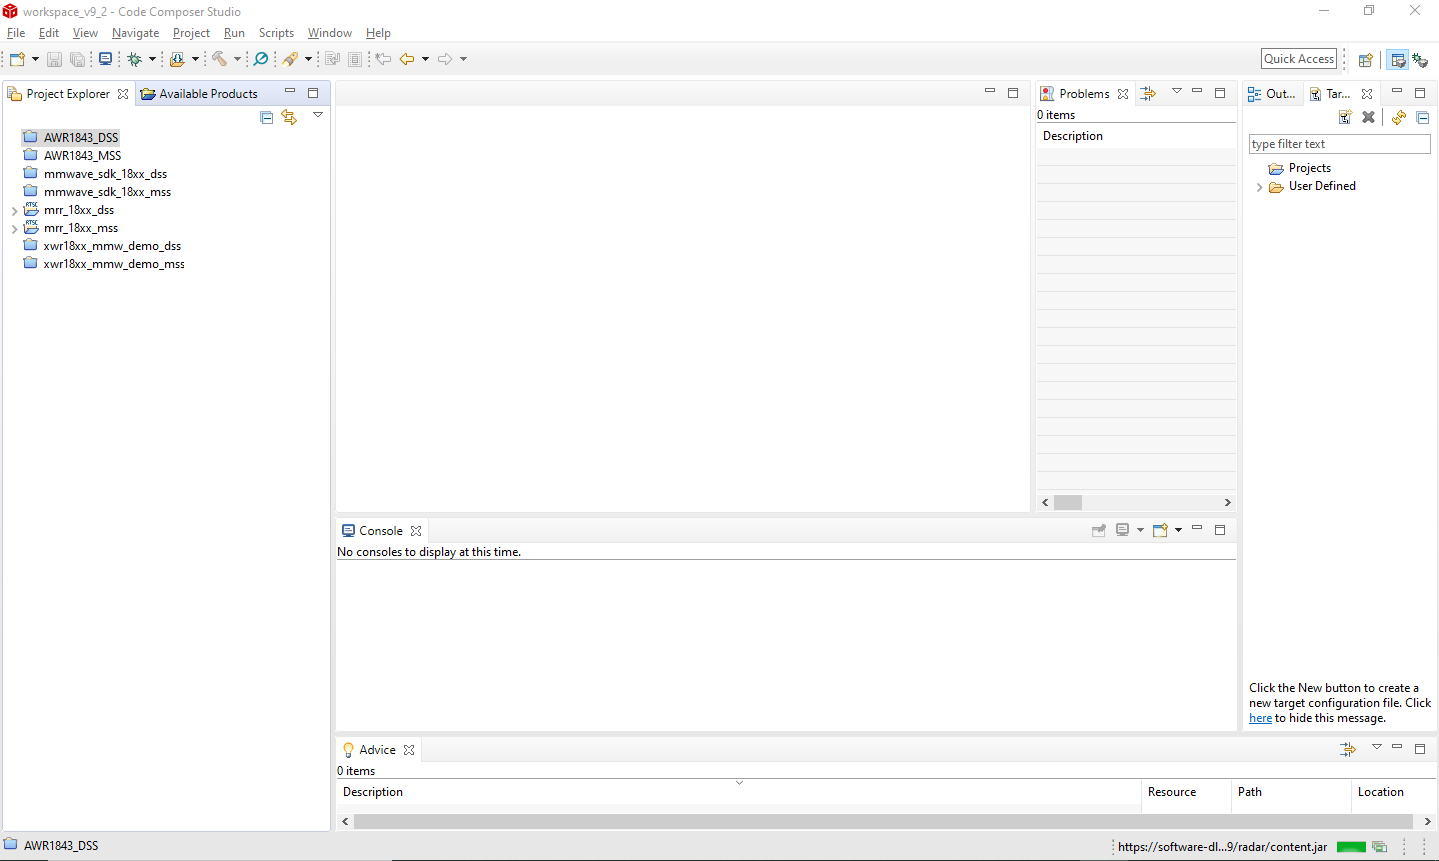 workspace_v9_2 - Code Composer Studio
File Edit View Navigate Project Run Scripts Window Help
Quick Access
Project Explorer
Available Products
AWR1843_DSS
AWR1843_MSS
mmwave_sdk_18xx_dss
mmwave_sdk_18xx_mss
RTSC mrr_18xx_dss
RTSC mrr_18xx_mss
xwr18xx_mmw_demo_dss
xwr18xx_mmw_demo_mss
Problems
0 items
Description
Out...
Tar...
type filter text
Projects
User Defined
Click the New button to create a
new target configuration file. Click
here to hide this message.
Console
No consoles to display at this time.
Advice
0 items
Description Resource Path Location
AWR1843_DSS
https://software-dl...9/radar/content.jar